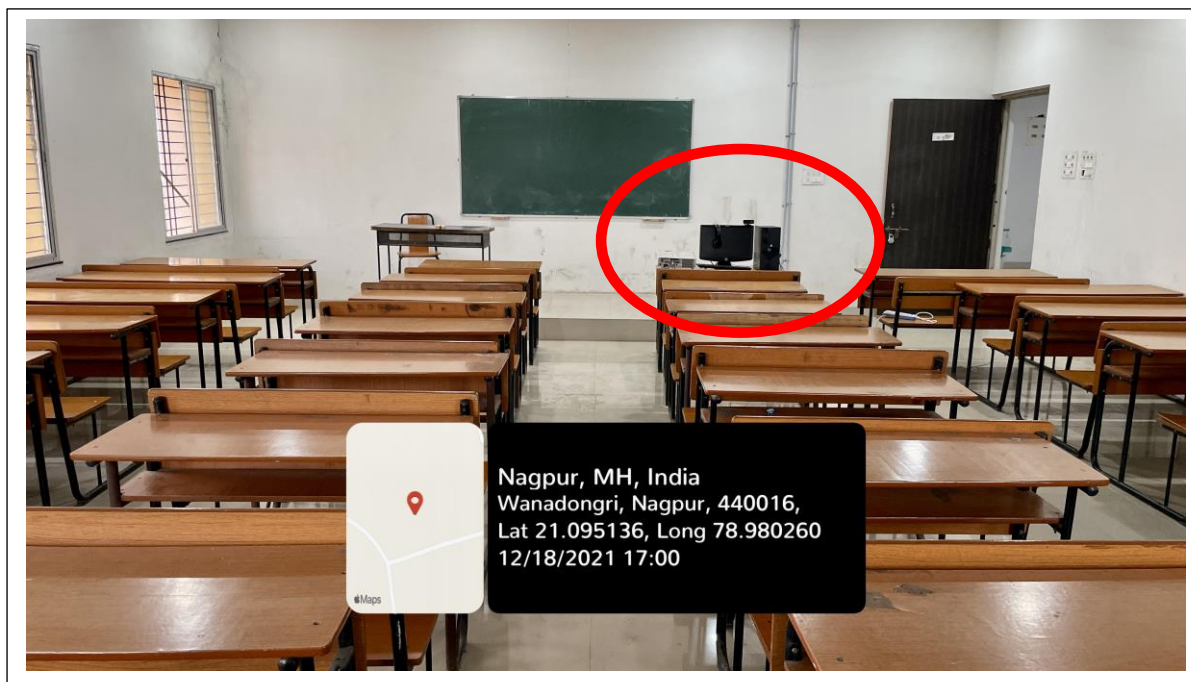 Nagpur, MH, India
Wanadongri, Nagpur, 440016,
Lat 21.095136, Long 78.980260
12/18/2021 17:00
Maps